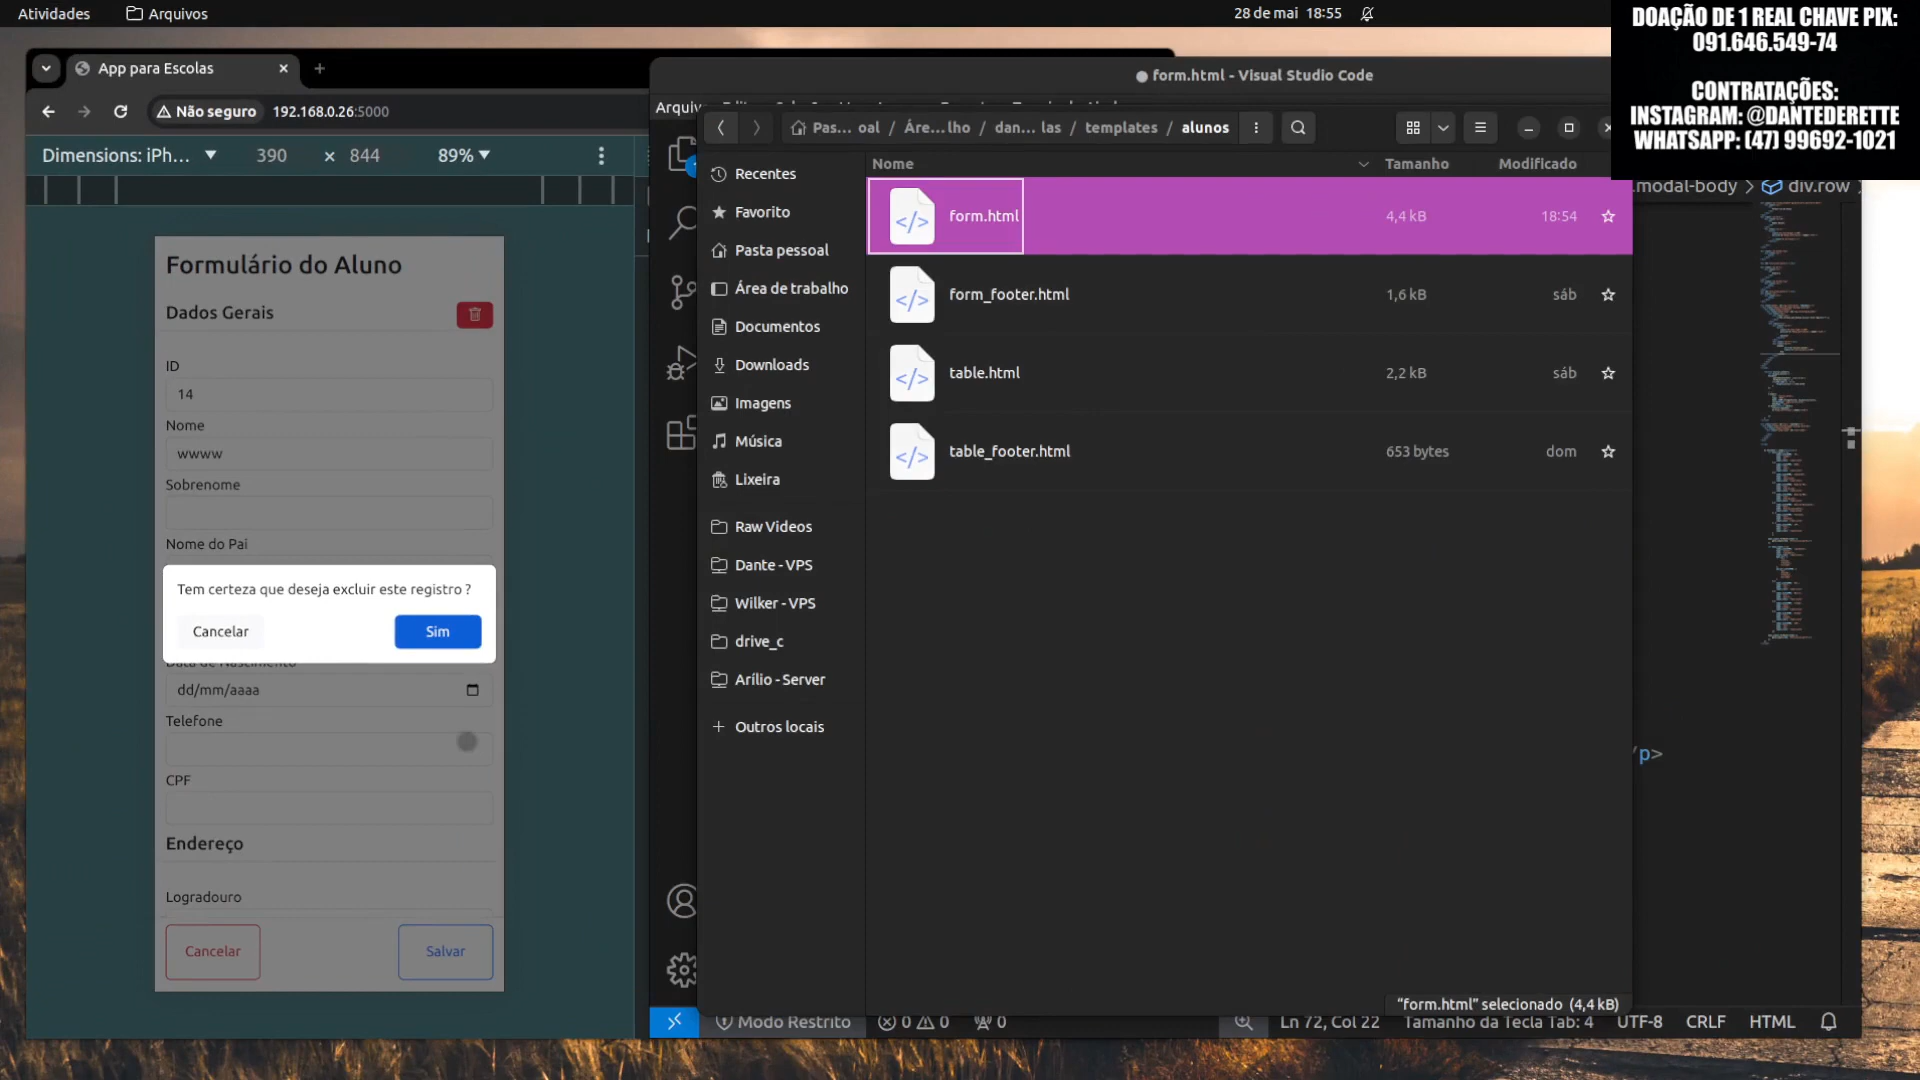 Atividades
Arquivos
28 de mai 18:55
DOAÇÃO DE 1 REAL CHAVE PIX:
091.646.549-74
CONTRATAÇÕES:
INSTAGRAM: @DANTEDERETTE
WHATSAPP: (47) 99692-1021
App para Escolas
Não seguro
192.168.0.26:5000
Dimensions: iPh...
390
× 844
89%
Formulário do Aluno
Dados Gerais
ID
14
Nome
wwww
Sobrenome
Nome do Pai
Tem certeza que deseja excluir este registro ?
Cancelar
Sim
Data de Nascimento
dd/mm/aaaa
Telefone
CPF
Endereço
Logradouro
Cancelar
Salvar
form.html - Visual Studio Code
Pas... oal / Áre...lho / dan... las / templates / alunos
.modal-body > div.row
Nome
Tamanho
Modificado
Recentes
Favorito
Pasta pessoal
Área de trabalho
Documentos
Downloads
Imagens
Música
Lixeira
Raw Videos
Dante - VPS
Wilker - VPS
drive_c
Arílio - Server
Outros locais
form.html
4,4 kB
18:54
form_footer.html
1,6 kB
sáb
table.html
2,2 kB
sáb
table_footer.html
653 bytes
dom
/p>
"form.html" selecionado (4,4 kB)
Modo Restrito
0
0
0
Ln 72, Col 22
Tamanho da Tecla Tab: 4
UTF-8
CRLF
HTML